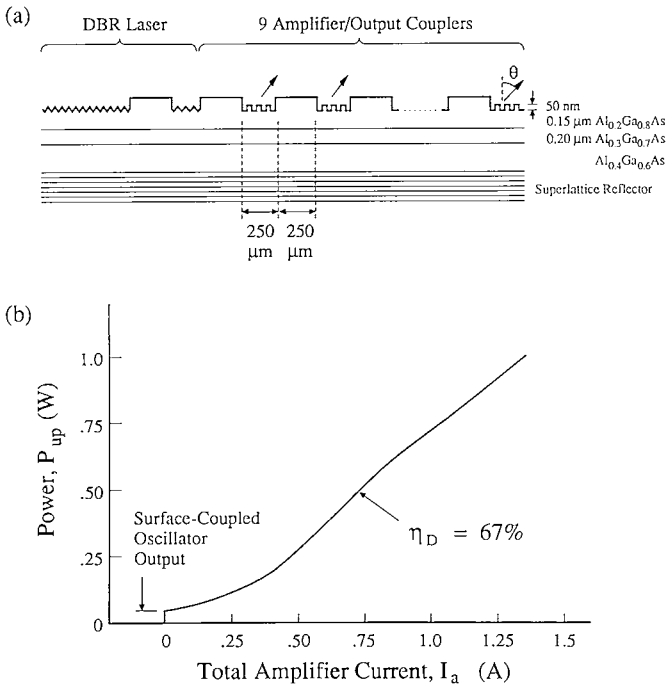 (a)
DBR Laser
9 Amplifier/Output Couplers
θ
50 nm
0.15 μm Al0.2Ga0.8As
0.20 μm Al0.3Ga0.7As
Al0.4Ga0.6As
Superlattice Reflector
250 250
μm μm
(b)
Power, Pup (W)
1.0
.75
.50
.25
0
Surface-Coupled
Oscillator
Output
ηD = 67%
0 .25 .50 .75 1.0 1.25 1.5
Total Amplifier Current, Ia (A)